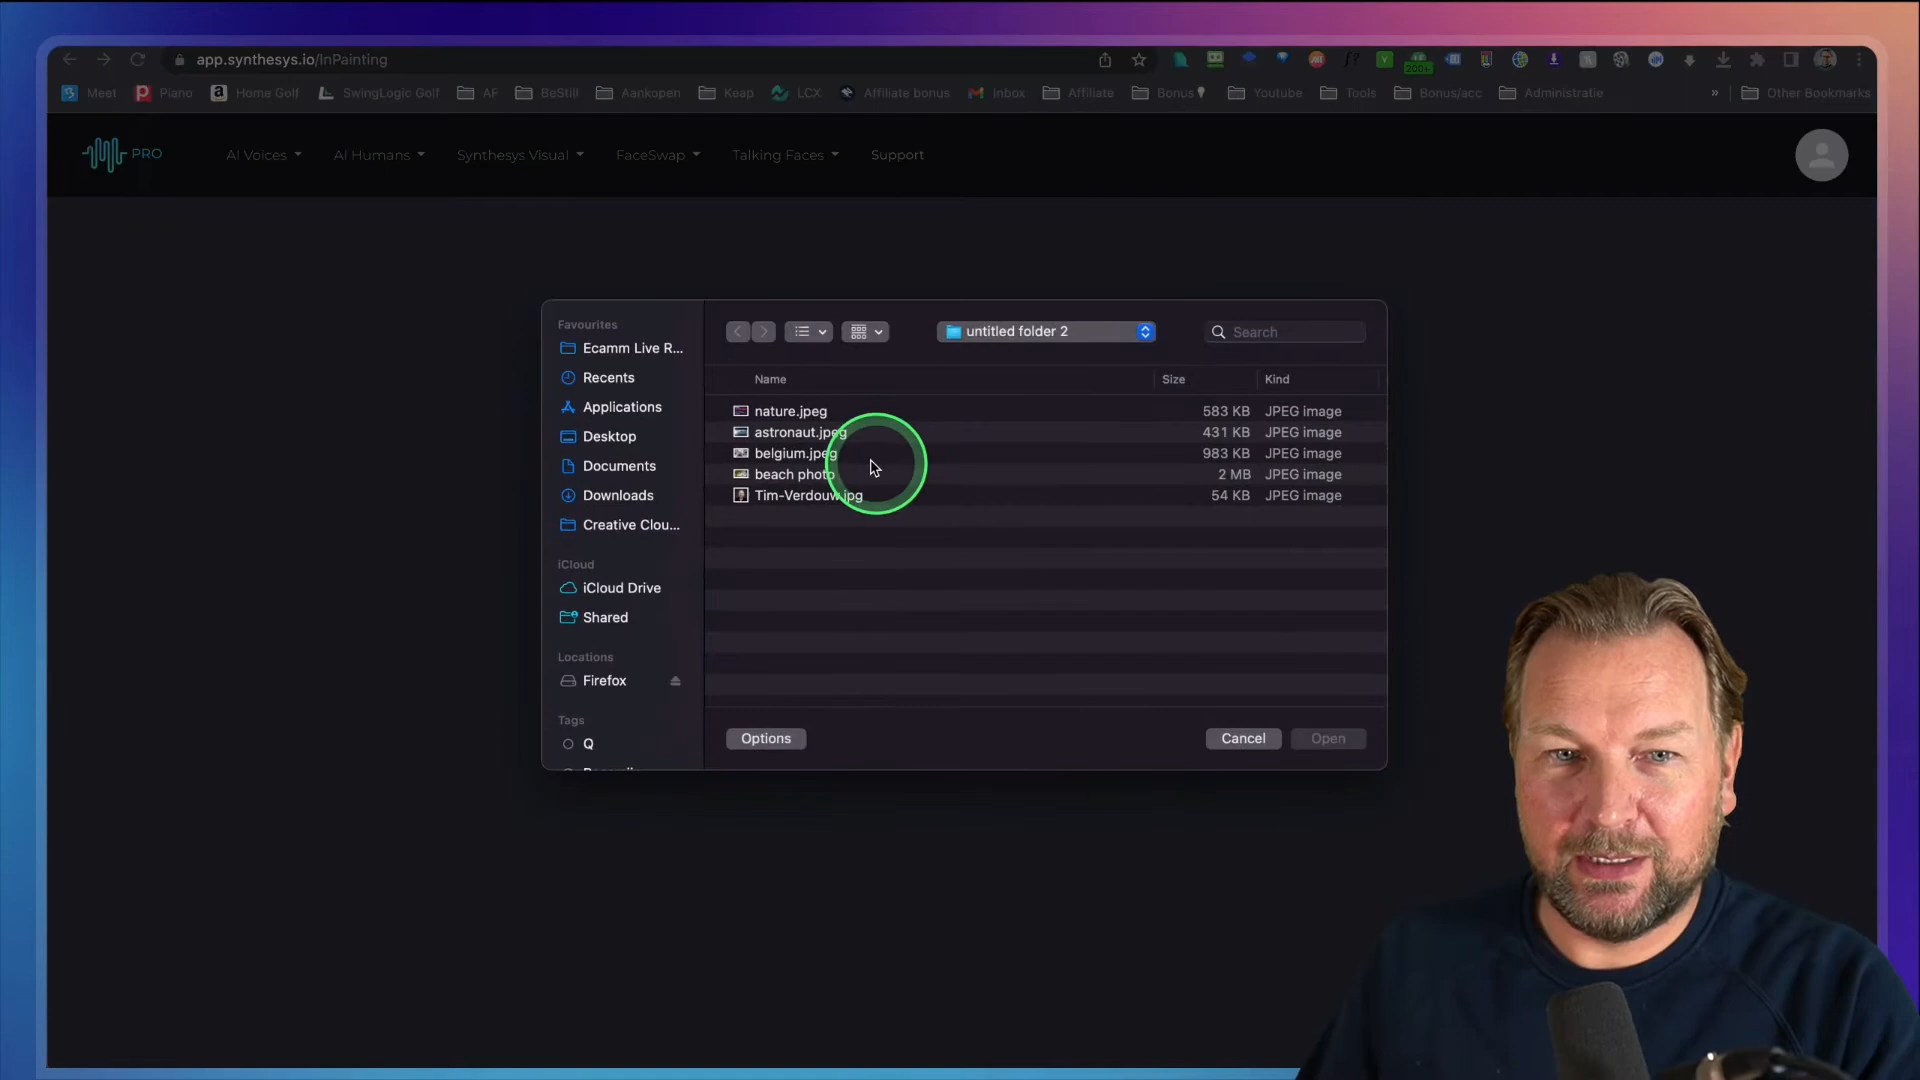 app.synthesys.io/InPainting
200+
Meet Piano Home Golf SwingLogic Golf AF BeStill Aankopen Keap LCX Affiliate bonus Inbox Affiliate Bonus Youtube Tools Bonus/acc Administratie » Other Bookmarks
PRO AI Voices AI Humans Synthesys Visual FaceSwap Talking Faces Support
Favourites
Ecamm Live R...
Recents
Applications
Desktop
Documents
Downloads
Creative Clou...
iCloud
iCloud Drive
Shared
Locations
Firefox
Tags
Q
untitled folder 2 Search
Name Size Kind
nature.jpeg 583 KB JPEG image
astronaut.jpeg 431 KB JPEG image
belgium.jpeg 983 KB JPEG image
beach photo 2 MB JPEG image
Tim-Verdouw.jpg 54 KB JPEG image
Options Cancel Open